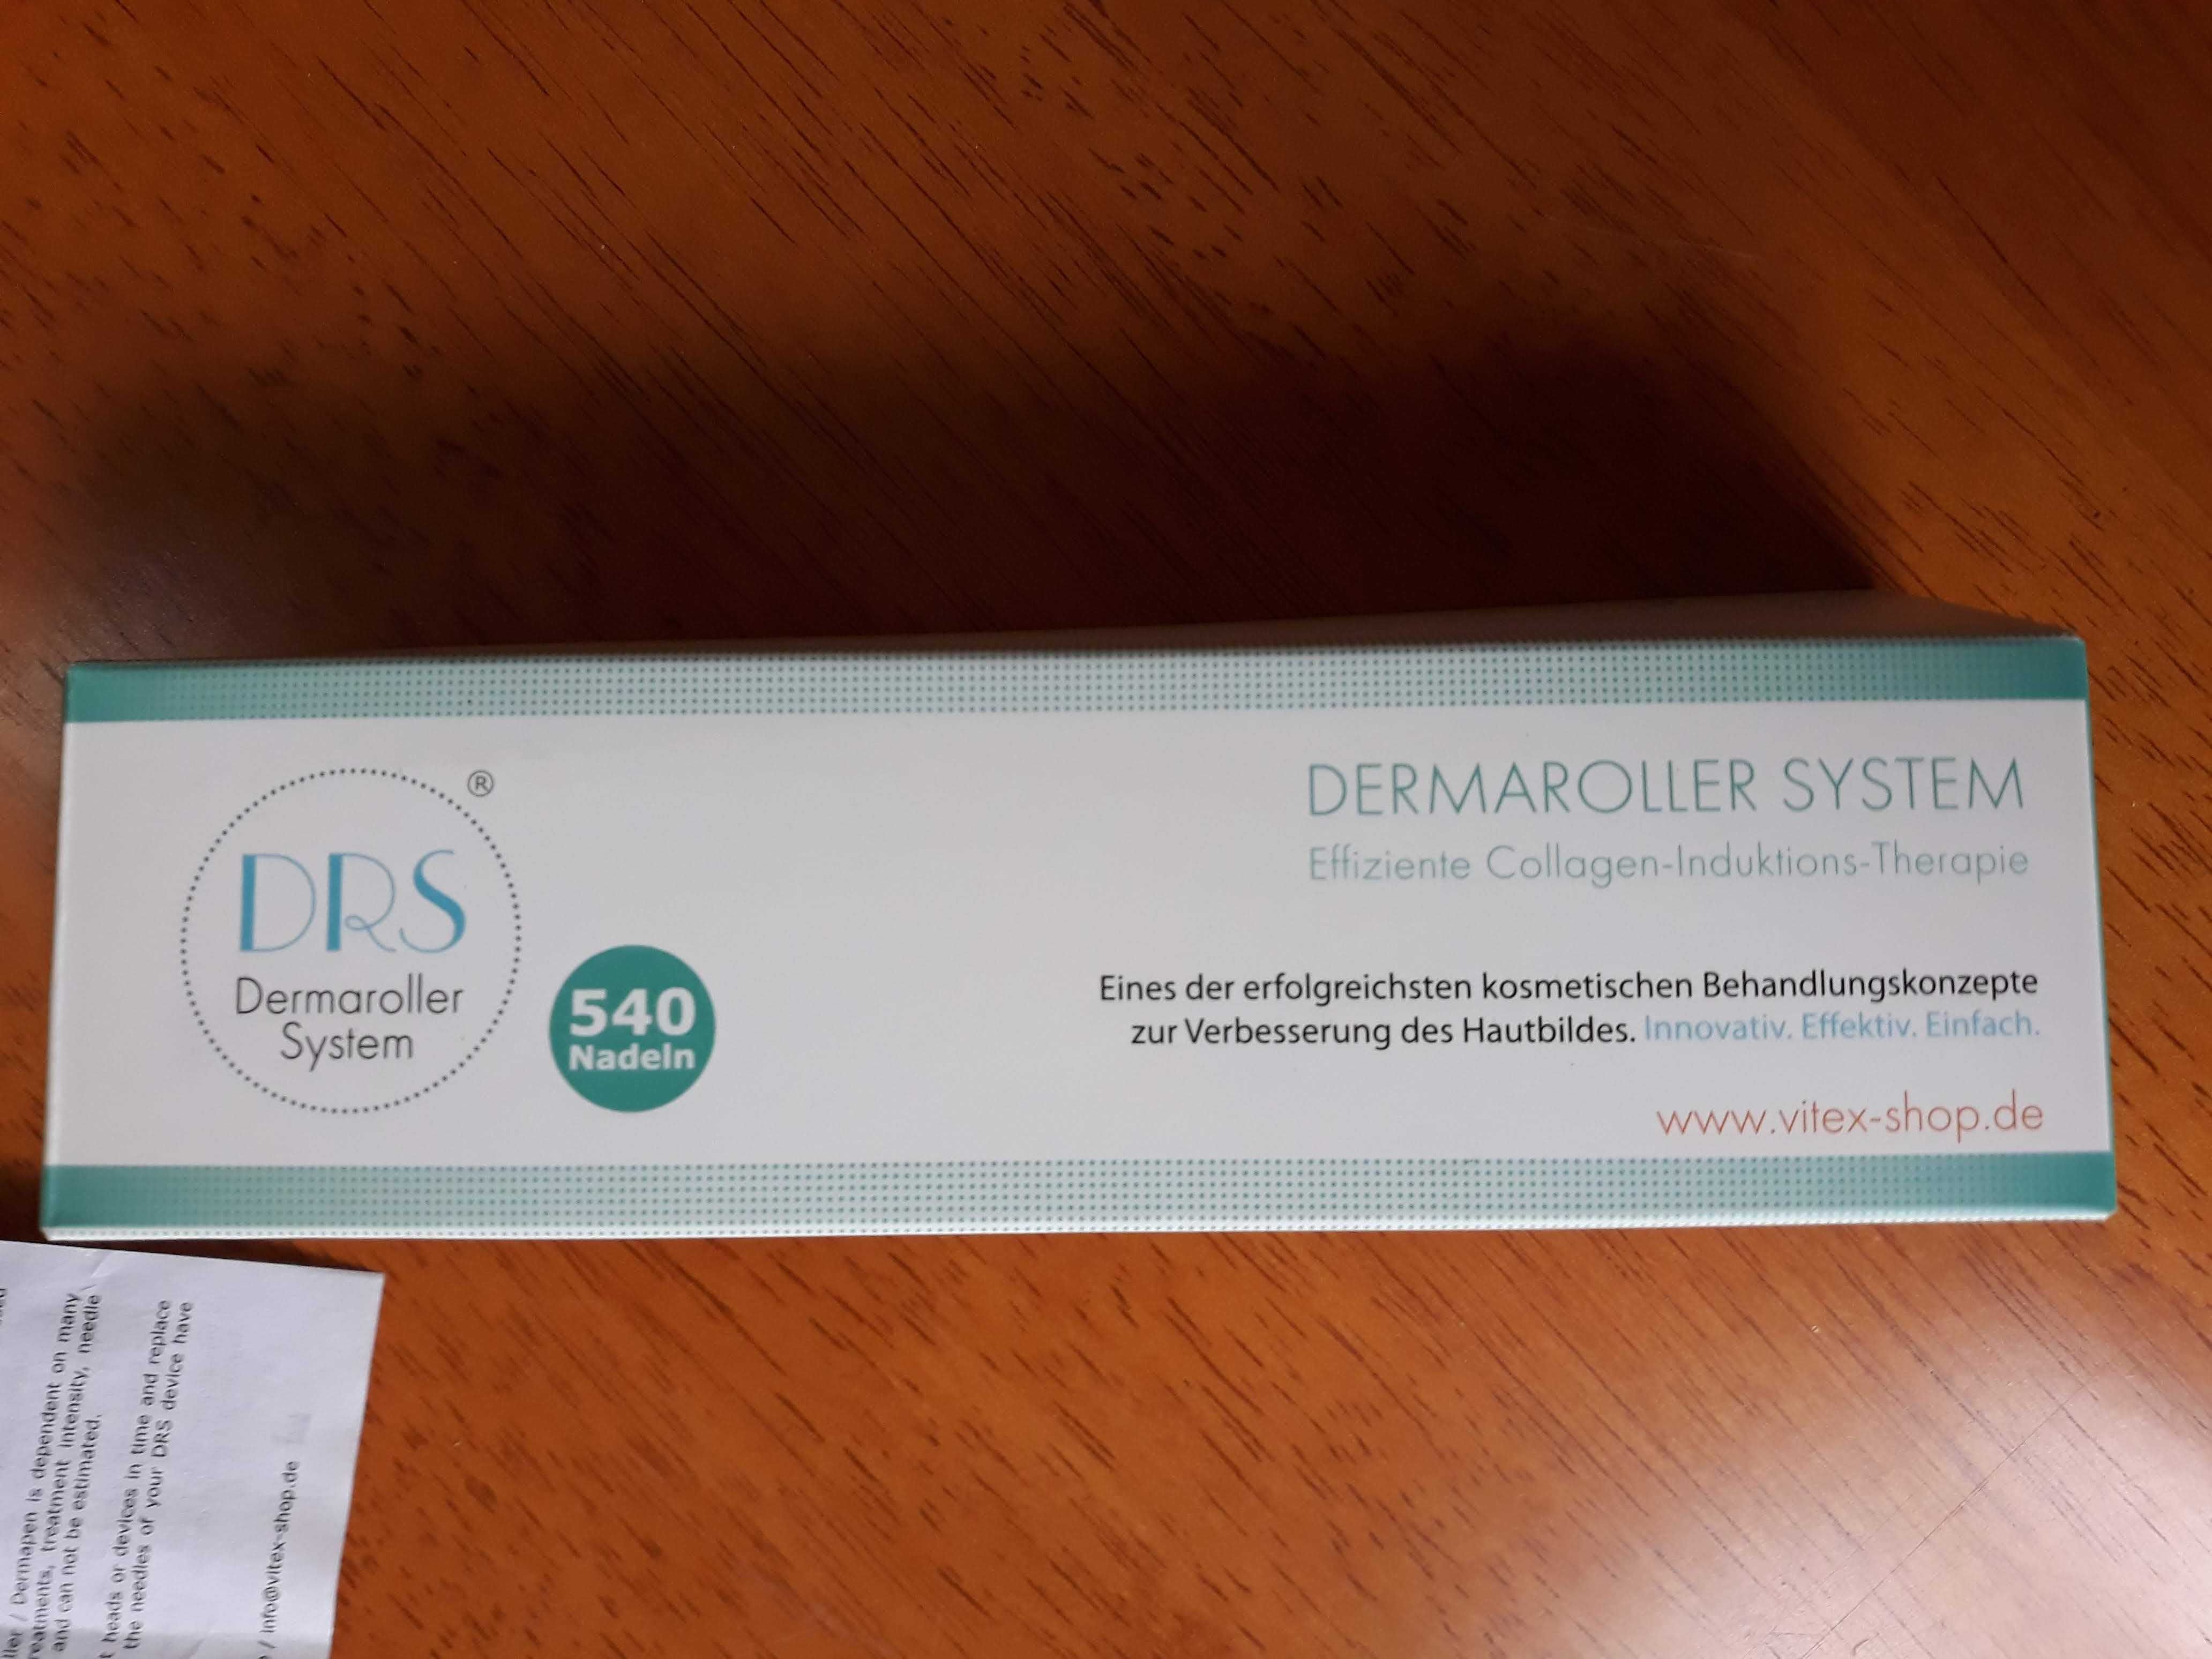 DRS®
Dermaroller
System
540
Nadeln
DERMAROLLER SYSTEM
Effiziente Collagen-Induktions-Therapie
Eines der erfolgreichsten kosmetischen Behandlungskonzepte
zur Verbesserung des Hautbildes. Innovativ. Effektiv. Einfach.
www.vitex-shop.de
/ Dermapen is dependent on many
treatment intensity, needle
and can not be estimated.
heads or devices in time and replace
the needles of your DRS device have
/ info@vitex-shop.de